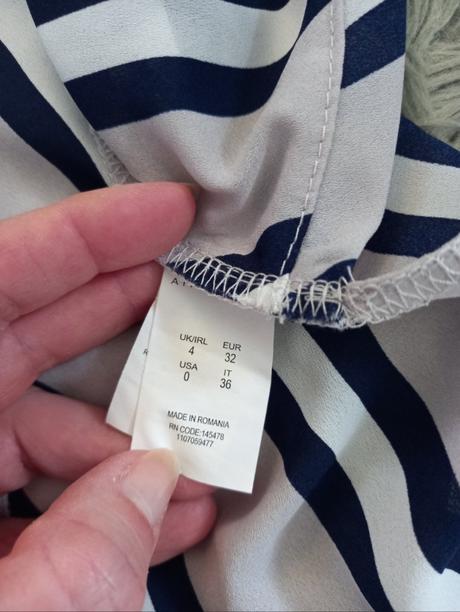 UK/IRL EUR
4 32
USA IT
0 36
MADE IN ROMANIA
RN CODE:145478
1107059477